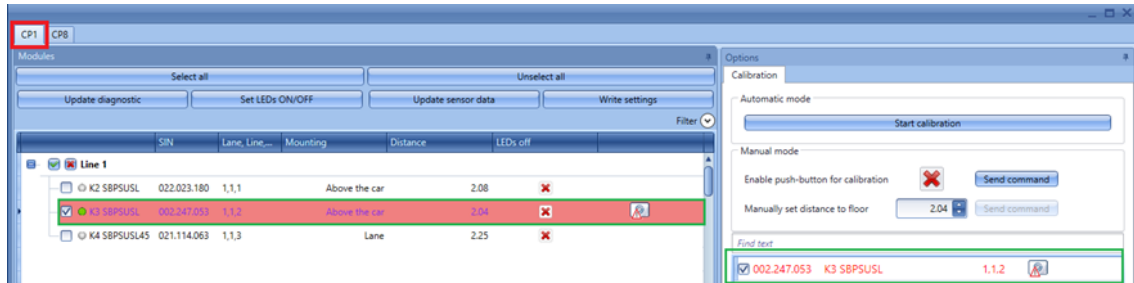 CP1 CPB
Modules
Select all Unselect all
Update diagnostic Set LEDs ON/OFF Update sensor data Write settings
Filter
SIN Lane, Line,... Mounting Distance LEDs off
Line 1
K2 SBPSUSL 022.023.180 1,1,1 Above the car 2.08
K3 SBPSUSL 002.247.053 1,1,2 Above the car 2.04
K4 SBPSUSL45 021.114.063 1,1,3 Lane 2.25
Options
Calibration
Automatic mode
Start calibration
Manual mode
Enable push-button for calibration Send command
Manually set distance to floor 2.04 Send command
Find text
002.247.053 K3 SBPSUSL 1.1.2